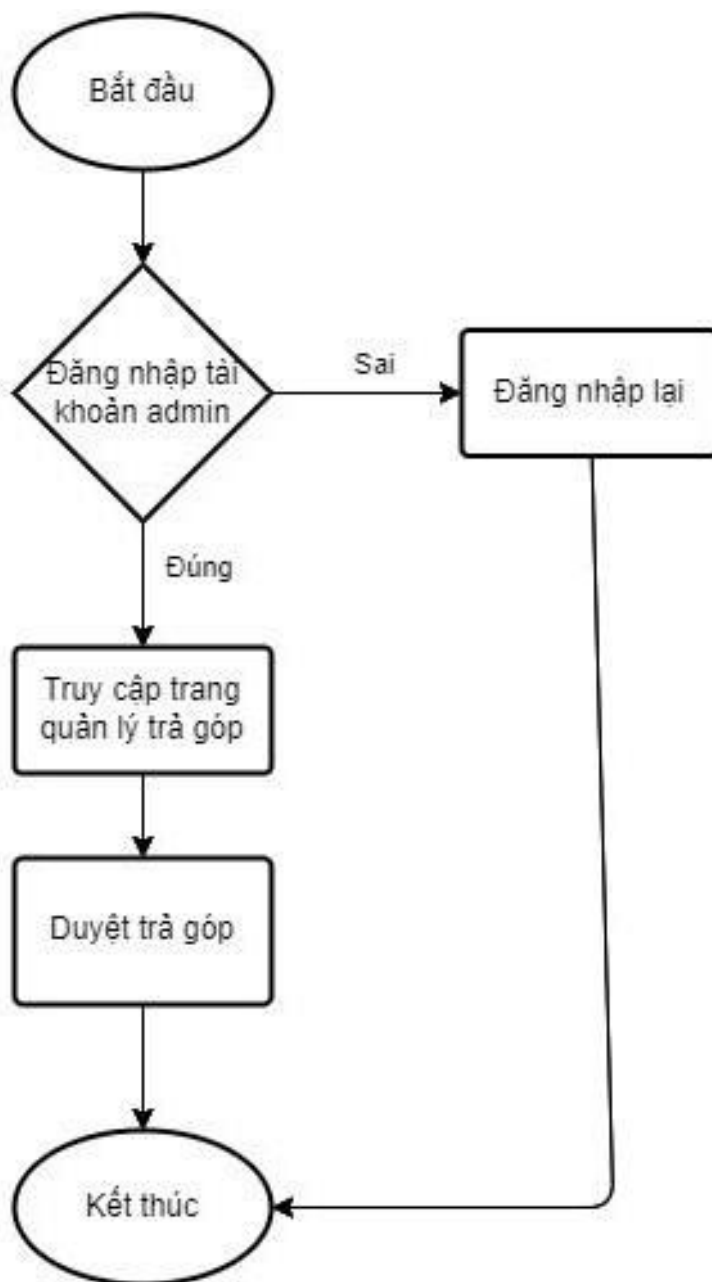 Bắt đầu
Đăng nhập tài
khoản admin
Sai
Đăng nhập lại
Đúng
Truy cập trang
quản lý trả góp
Duyệt trả góp
Kết thúc